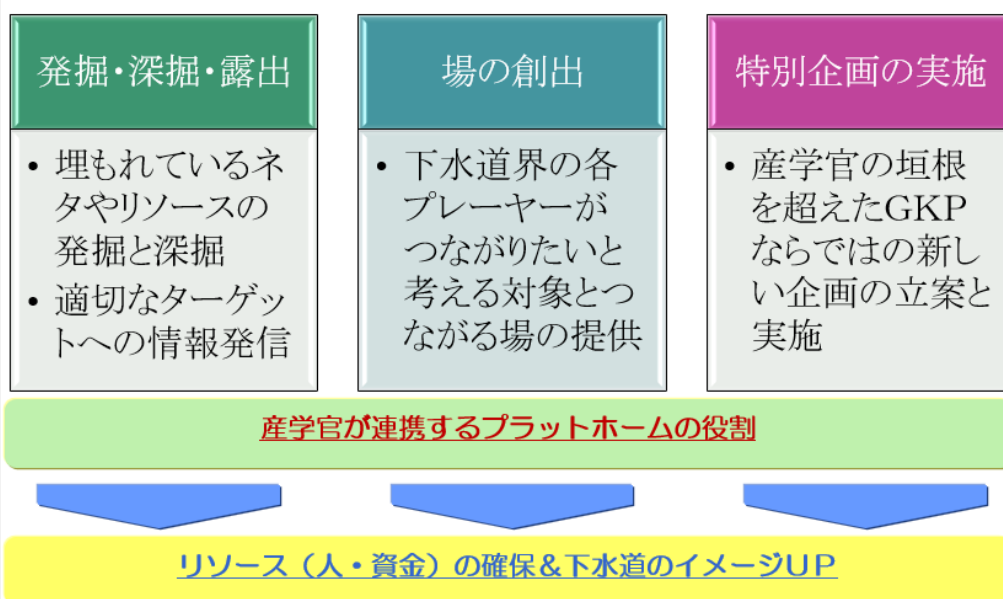 発掘・深掘・露出
• 埋もれているネ
タやリソースの
発掘と深掘
• 適切なターゲッ
トへの情報発信
場の創出
• 下水道界の各
プレーヤーが
つながりたいと
考える対象とつ
ながる場の提供
特別企画の実施
• 産学官の垣根
を超えたGKP
ならではの新し
い企画の立案と
実施
産学官が連携するプラットホームの役割
リソース（人・資金）の確保＆下水道のイメージUP